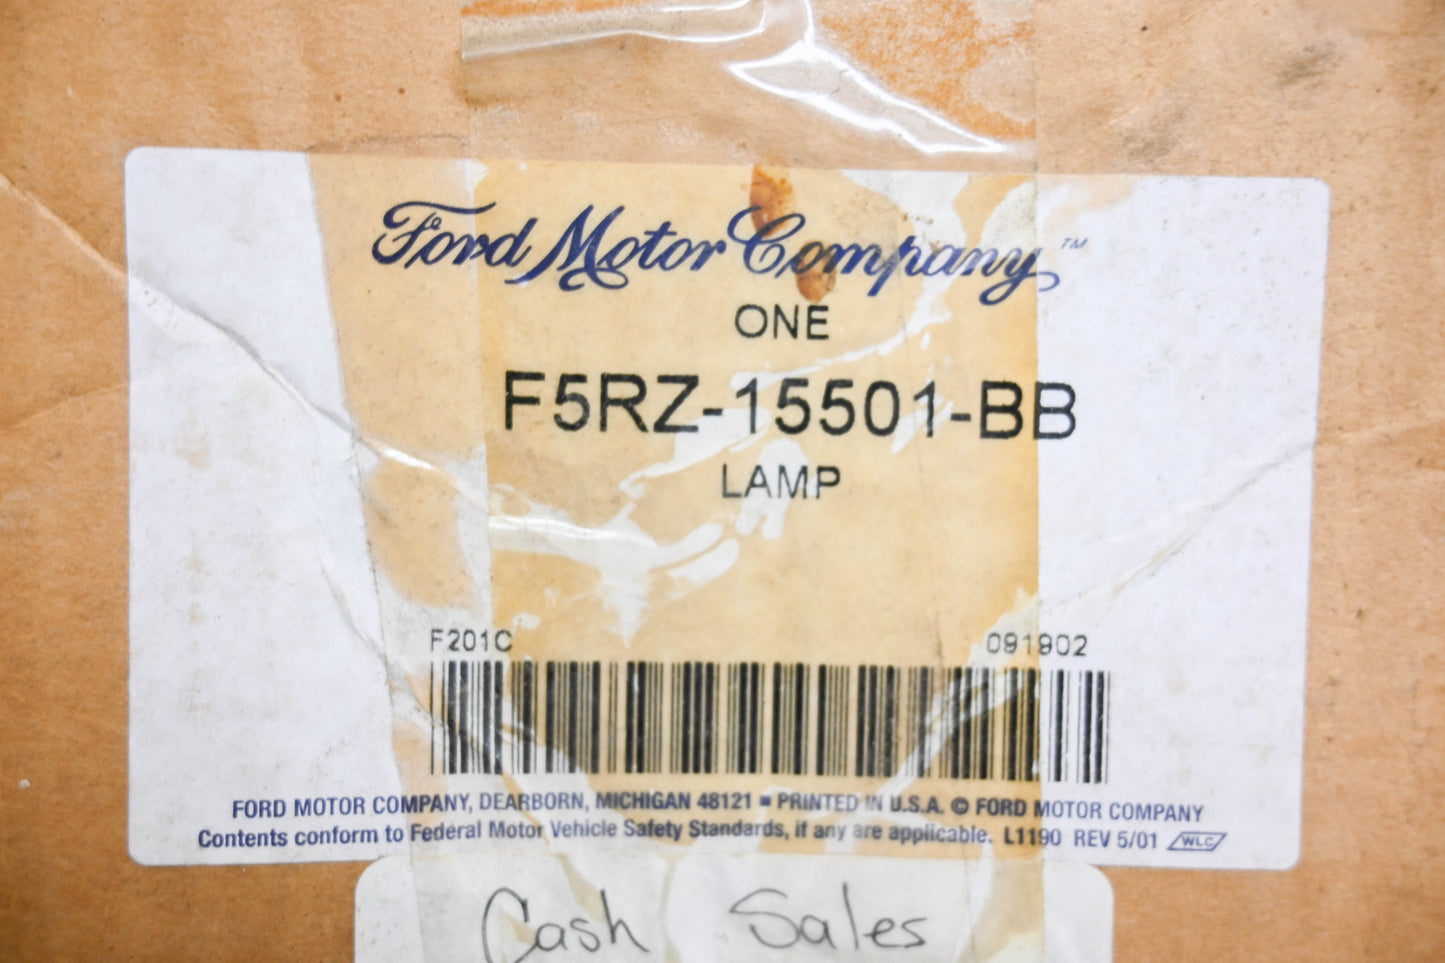 Ford Motor Company™
ONE
F5RZ-15501-BB
LAMP
F201C 091902
FORD MOTOR COMPANY, DEARBORN, MICHIGAN 48121 ▪ PRINTED IN U.S.A. © FORD MOTOR COMPANY
Contents conform to Federal Motor Vehicle Safety Standards, if any are applicable. L1190 REV 5/01 WLC
Cash Sales